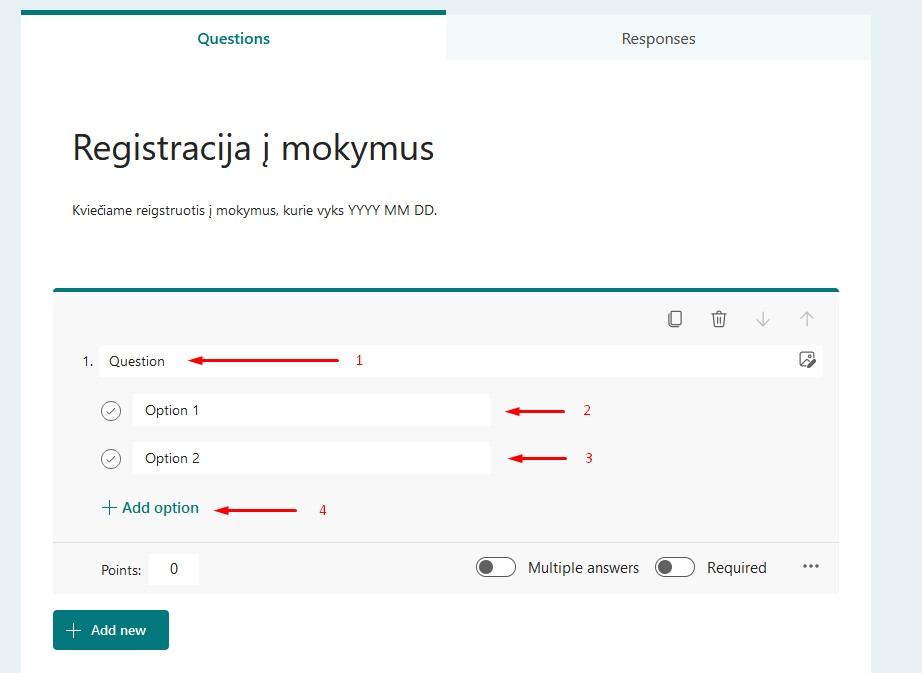 Questions
Responses
Registracija į mokymus
Kviečiame reigstruotis į mokymus, kurie vyks YYYY MM DD.
1. Question 1
Option 1 2
Option 2 3
Add option 4
Points: 0 Multiple answers Required
Add new